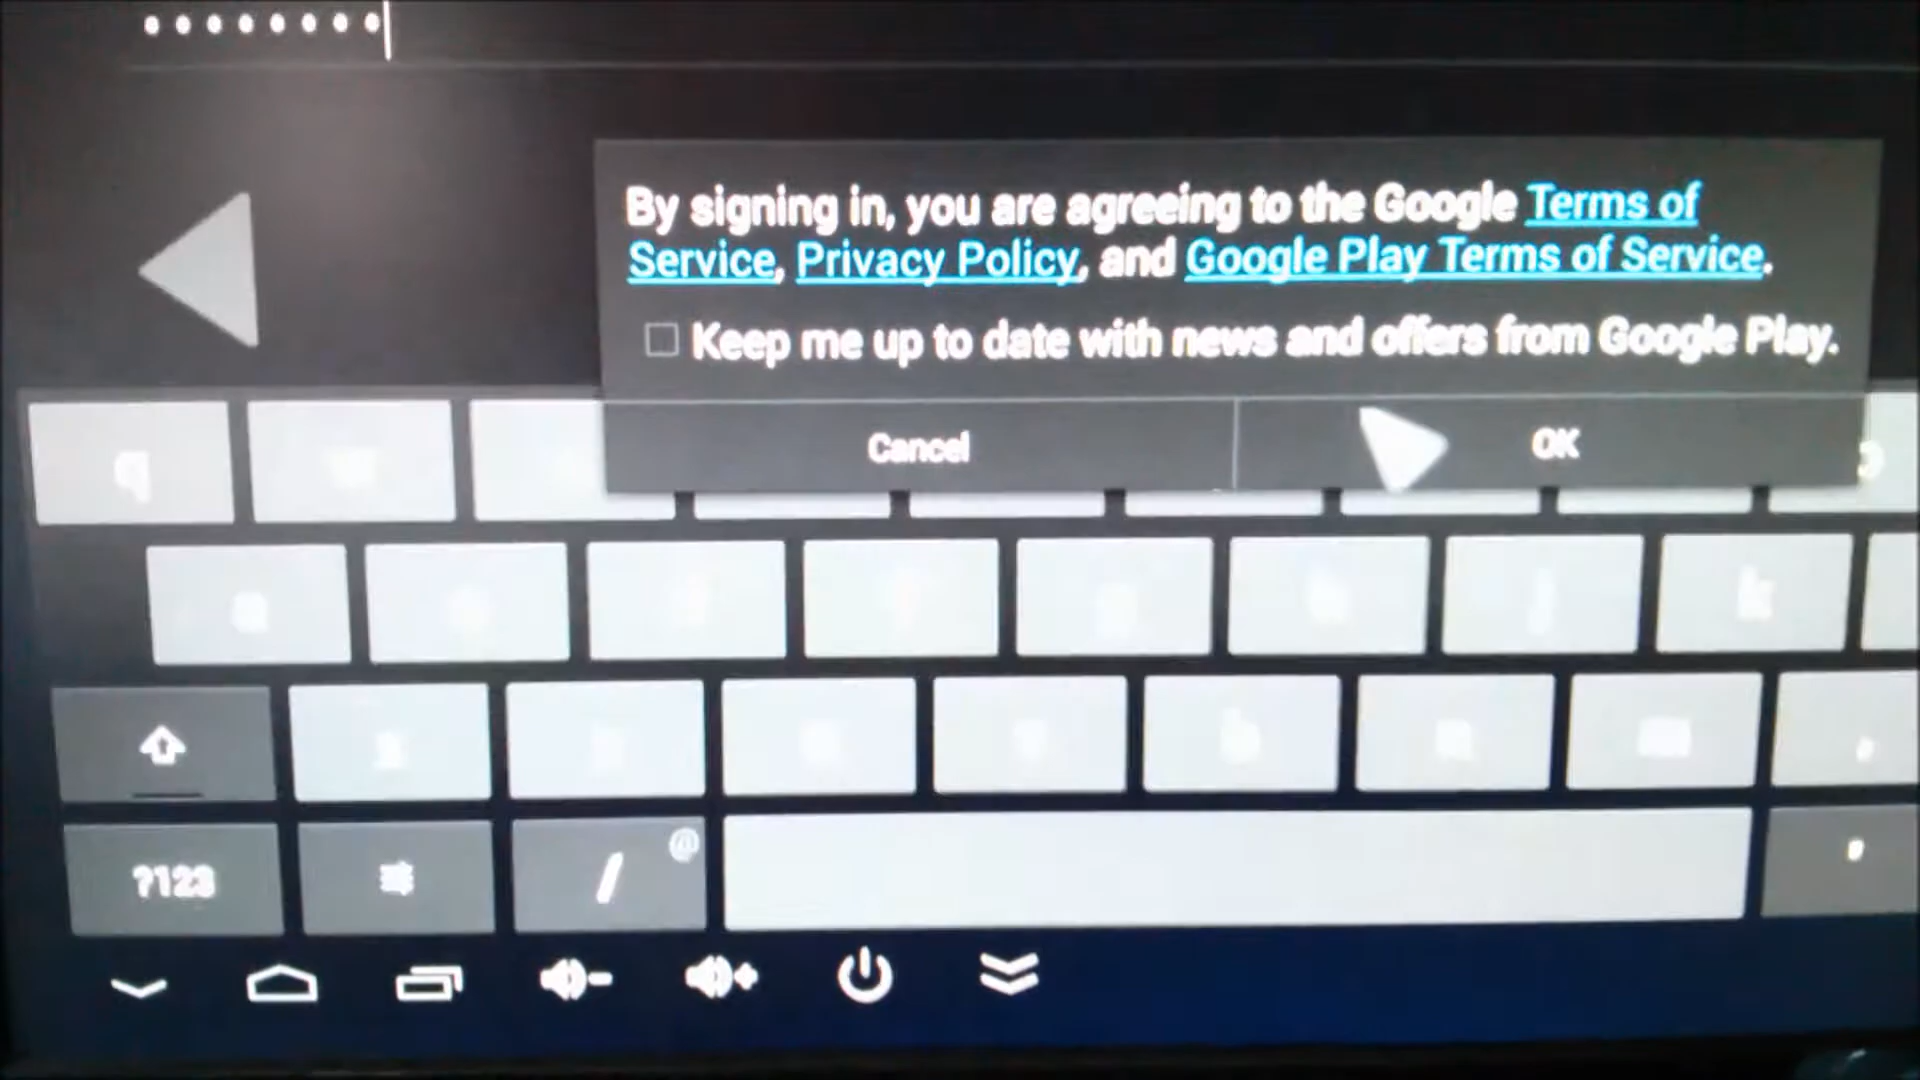 By signing in, you are agreeing to the Google Terms of
Service, Privacy Policy, and Google Play Terms of Service.
Keep me up to date with news and offers from Google Play.
Cancel
OK
q
a
g
h
j
k
b
n
m
,
?123
/
@